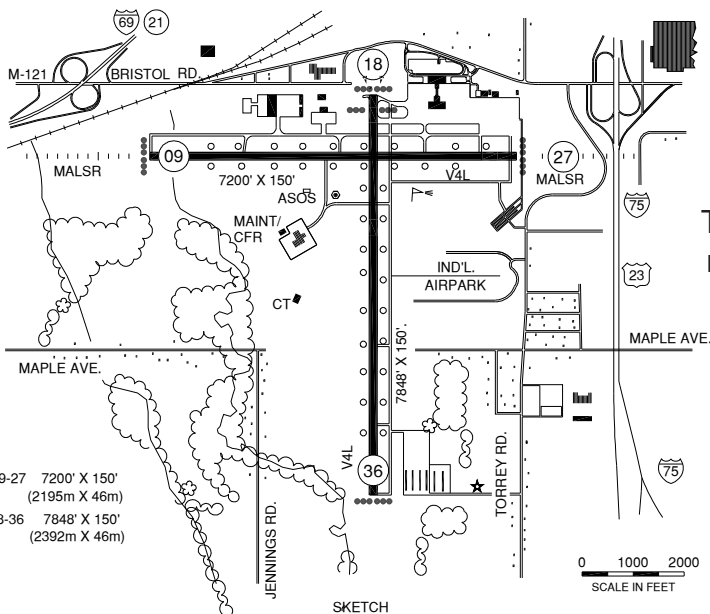 69
21
M-121 BRISTOL RD.
18
09
27
MALSR
7200' X 150'
V4L
MALSR
ASOS
75
MAINT/
CFR
IND'L.
AIRPARK
23
CT
MAPLE AVE.
MAPLE AVE.
7848' X 150'.
V4L
36
TORREY RD.
75
9-27 7200' X 150'
(2195m X 46m)
8-36 7848' X 150'
(2392m X 46m)
JENNINGS RD.
0 1000 2000
SCALE IN FEET
SKETCH